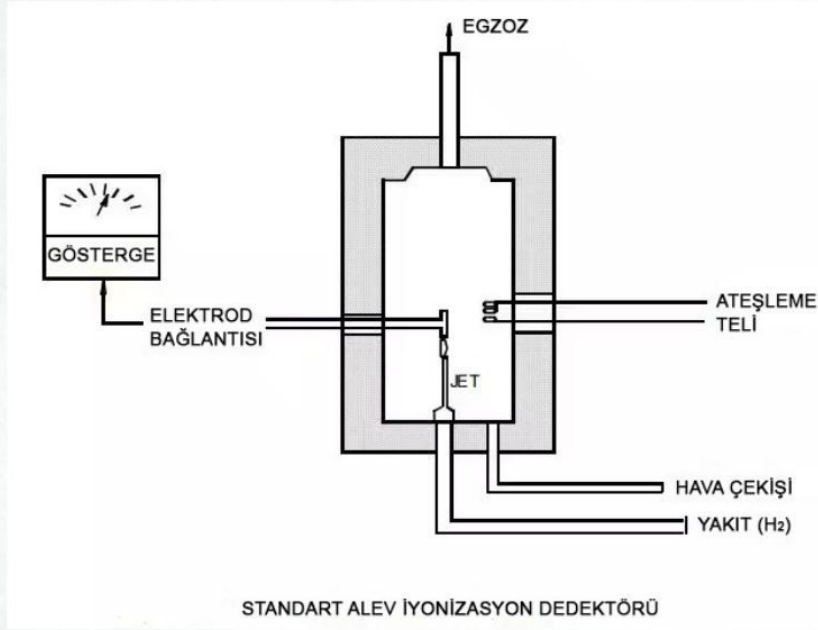 EGZOZ
GÖSTERGE
ELEKTROD
BAĞLANTISI
ATEŞLEME
TELİ
JET
HAVA ÇEKİŞİ
YAKIT (H₂)
STANDART ALEV İYONİZASYON DEDEKTÖRÜ